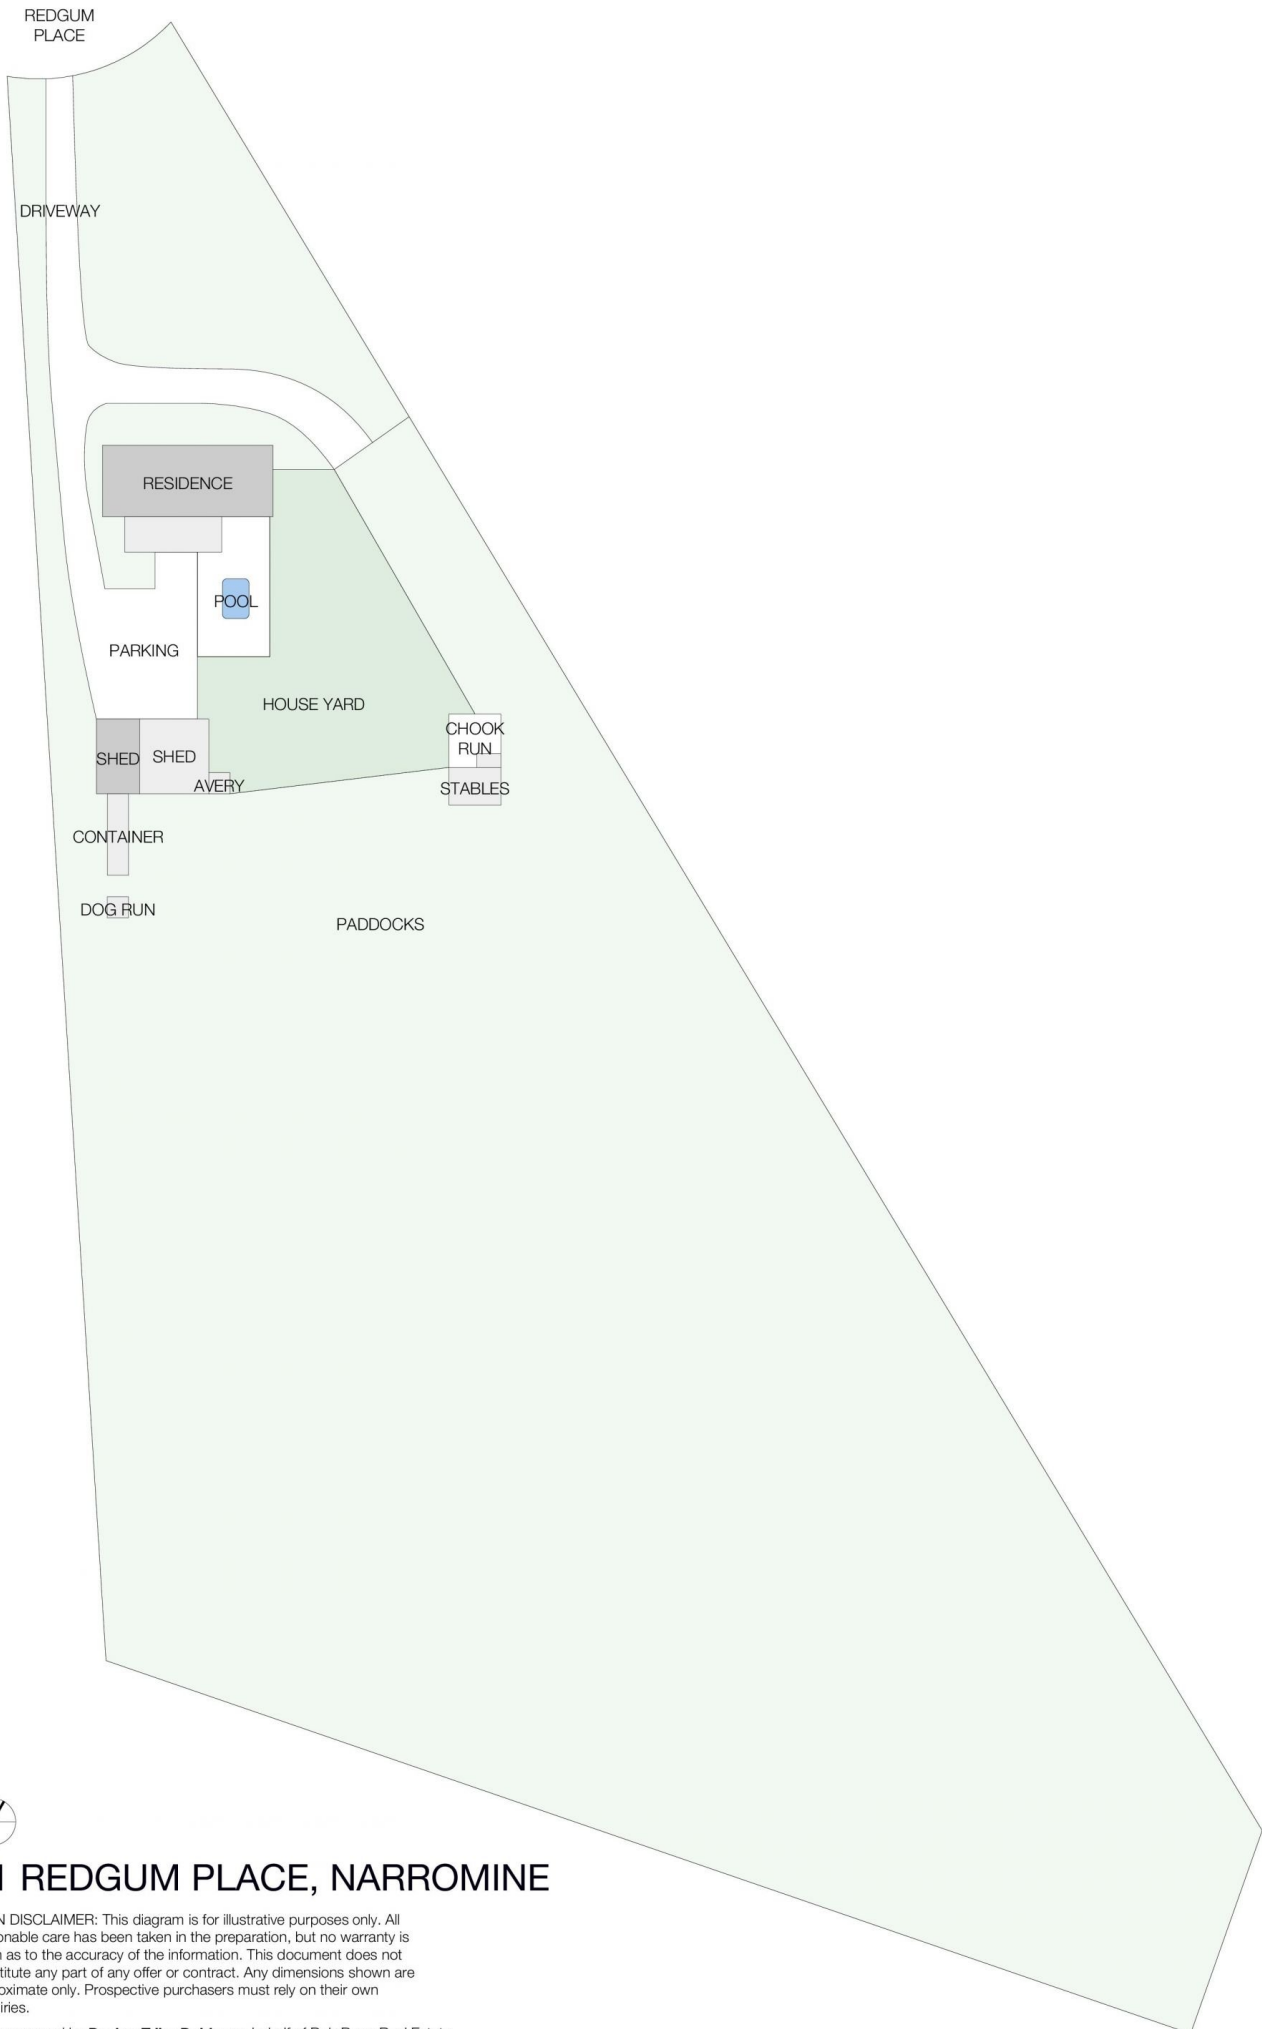 REDGUM
PLACE
DRIVEWAY
RESIDENCE
POOL
PARKING
HOUSE YARD
CHOOK
RUN
SHED
SHED
AVERY
STABLES
CONTAINER
DOG RUN
PADDOCKS
REDGUM PLACE, NARROMINE
DISCLAIMER: This diagram is for illustrative purposes only. All
care has been taken in the preparation, but no warranty is
as to the accuracy of the information. This document does not
any part of any offer or contract. Any dimensions shown are
only. Prospective purchasers must rely on their own